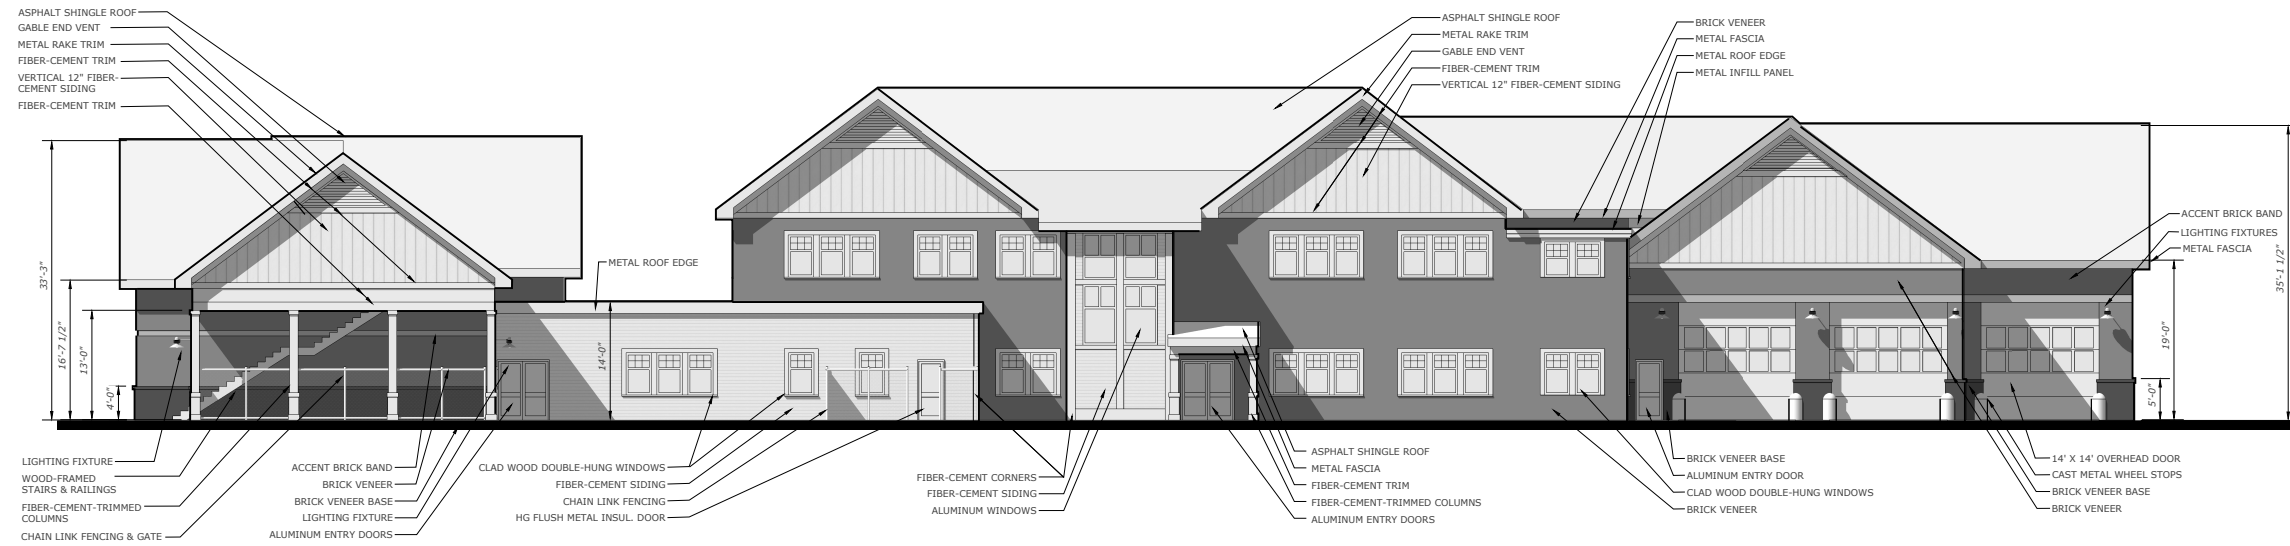 ASPHALT SHINGLE ROOF
GABLE END VENT
METAL RAKE TRIM
FIBER-CEMENT TRIM
VERTICAL 12" FIBER-
CEMENT SIDING
FIBER-CEMENT TRIM
ASPHALT SHINGLE ROOF
METAL RAKE TRIM
GABLE END VENT
FIBER-CEMENT TRIM
VERTICAL 12" FIBER-CEMENT SIDING
BRICK VENEER
METAL FASCIA
METAL ROOF EDGE
METAL INFILL PANEL
ACCENT BRICK BAND
LIGHTING FIXTURES
METAL FASCIA
METAL ROOF EDGE
33'-3"
16'-7 1/2"
13'-0"
4'-0"
14'-0"
35'-1 1/2"
19'-0"
5'-0"
LIGHTING FIXTURE
WOOD-FRAMED
STAIRS & RAILINGS
FIBER-CEMENT-TRIMMED
COLUMNS
CHAIN LINK FENCING & GATE
ACCENT BRICK BAND
BRICK VENEER
BRICK VENEER BASE
LIGHTING FIXTURE
ALUMINUM ENTRY DOORS
CLAD WOOD DOUBLE-HUNG WINDOWS
FIBER-CEMENT SIDING
CHAIN LINK FENCING
HG FLUSH METAL INSUL. DOOR
FIBER-CEMENT CORNERS
FIBER-CEMENT SIDING
ALUMINUM WINDOWS
ASPHALT SHINGLE ROOF
METAL FASCIA
FIBER-CEMENT TRIM
FIBER-CEMENT-TRIMMED COLUMNS
ALUMINUM ENTRY DOORS
BRICK VENEER BASE
ALUMINUM ENTRY DOOR
CLAD WOOD DOUBLE-HUNG WINDOWS
BRICK VENEER
14' X 14' OVERHEAD DOOR
CAST METAL WHEEL STOPS
BRICK VENEER BASE
BRICK VENEER